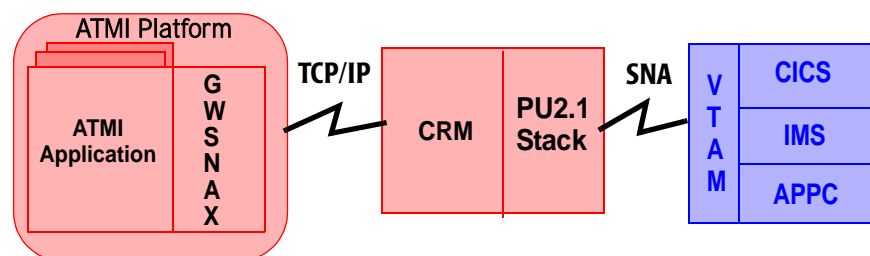 ATMI Platform
ATMI
Application
G
W
S
N
A
X
TCP/IP
CRM
PU2.1
Stack
SNA
V
T
A
M
CICS
IMS
APPC